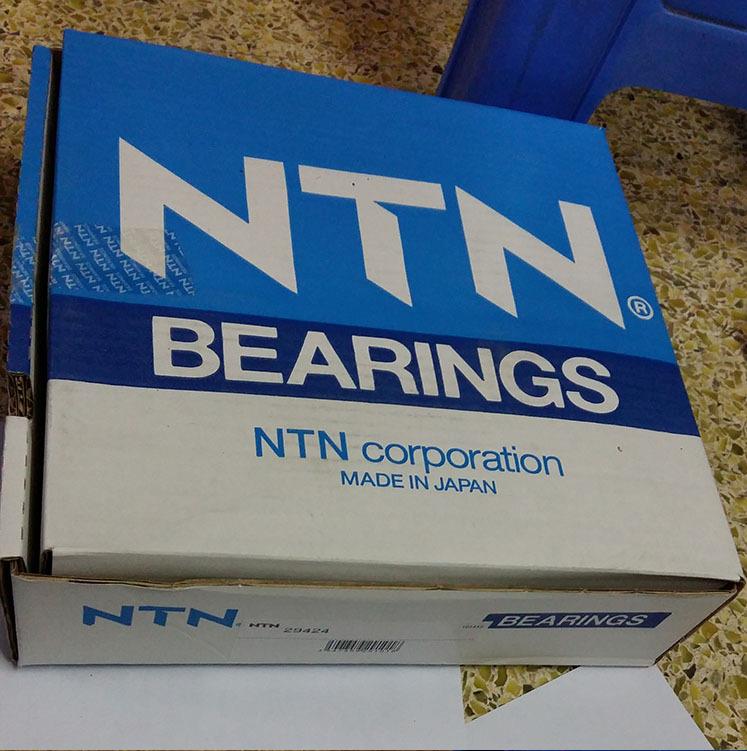 NTN®
BEARINGS
NTN corporation
MADE IN JAPAN
NTN® NTN 29424
BEARINGS